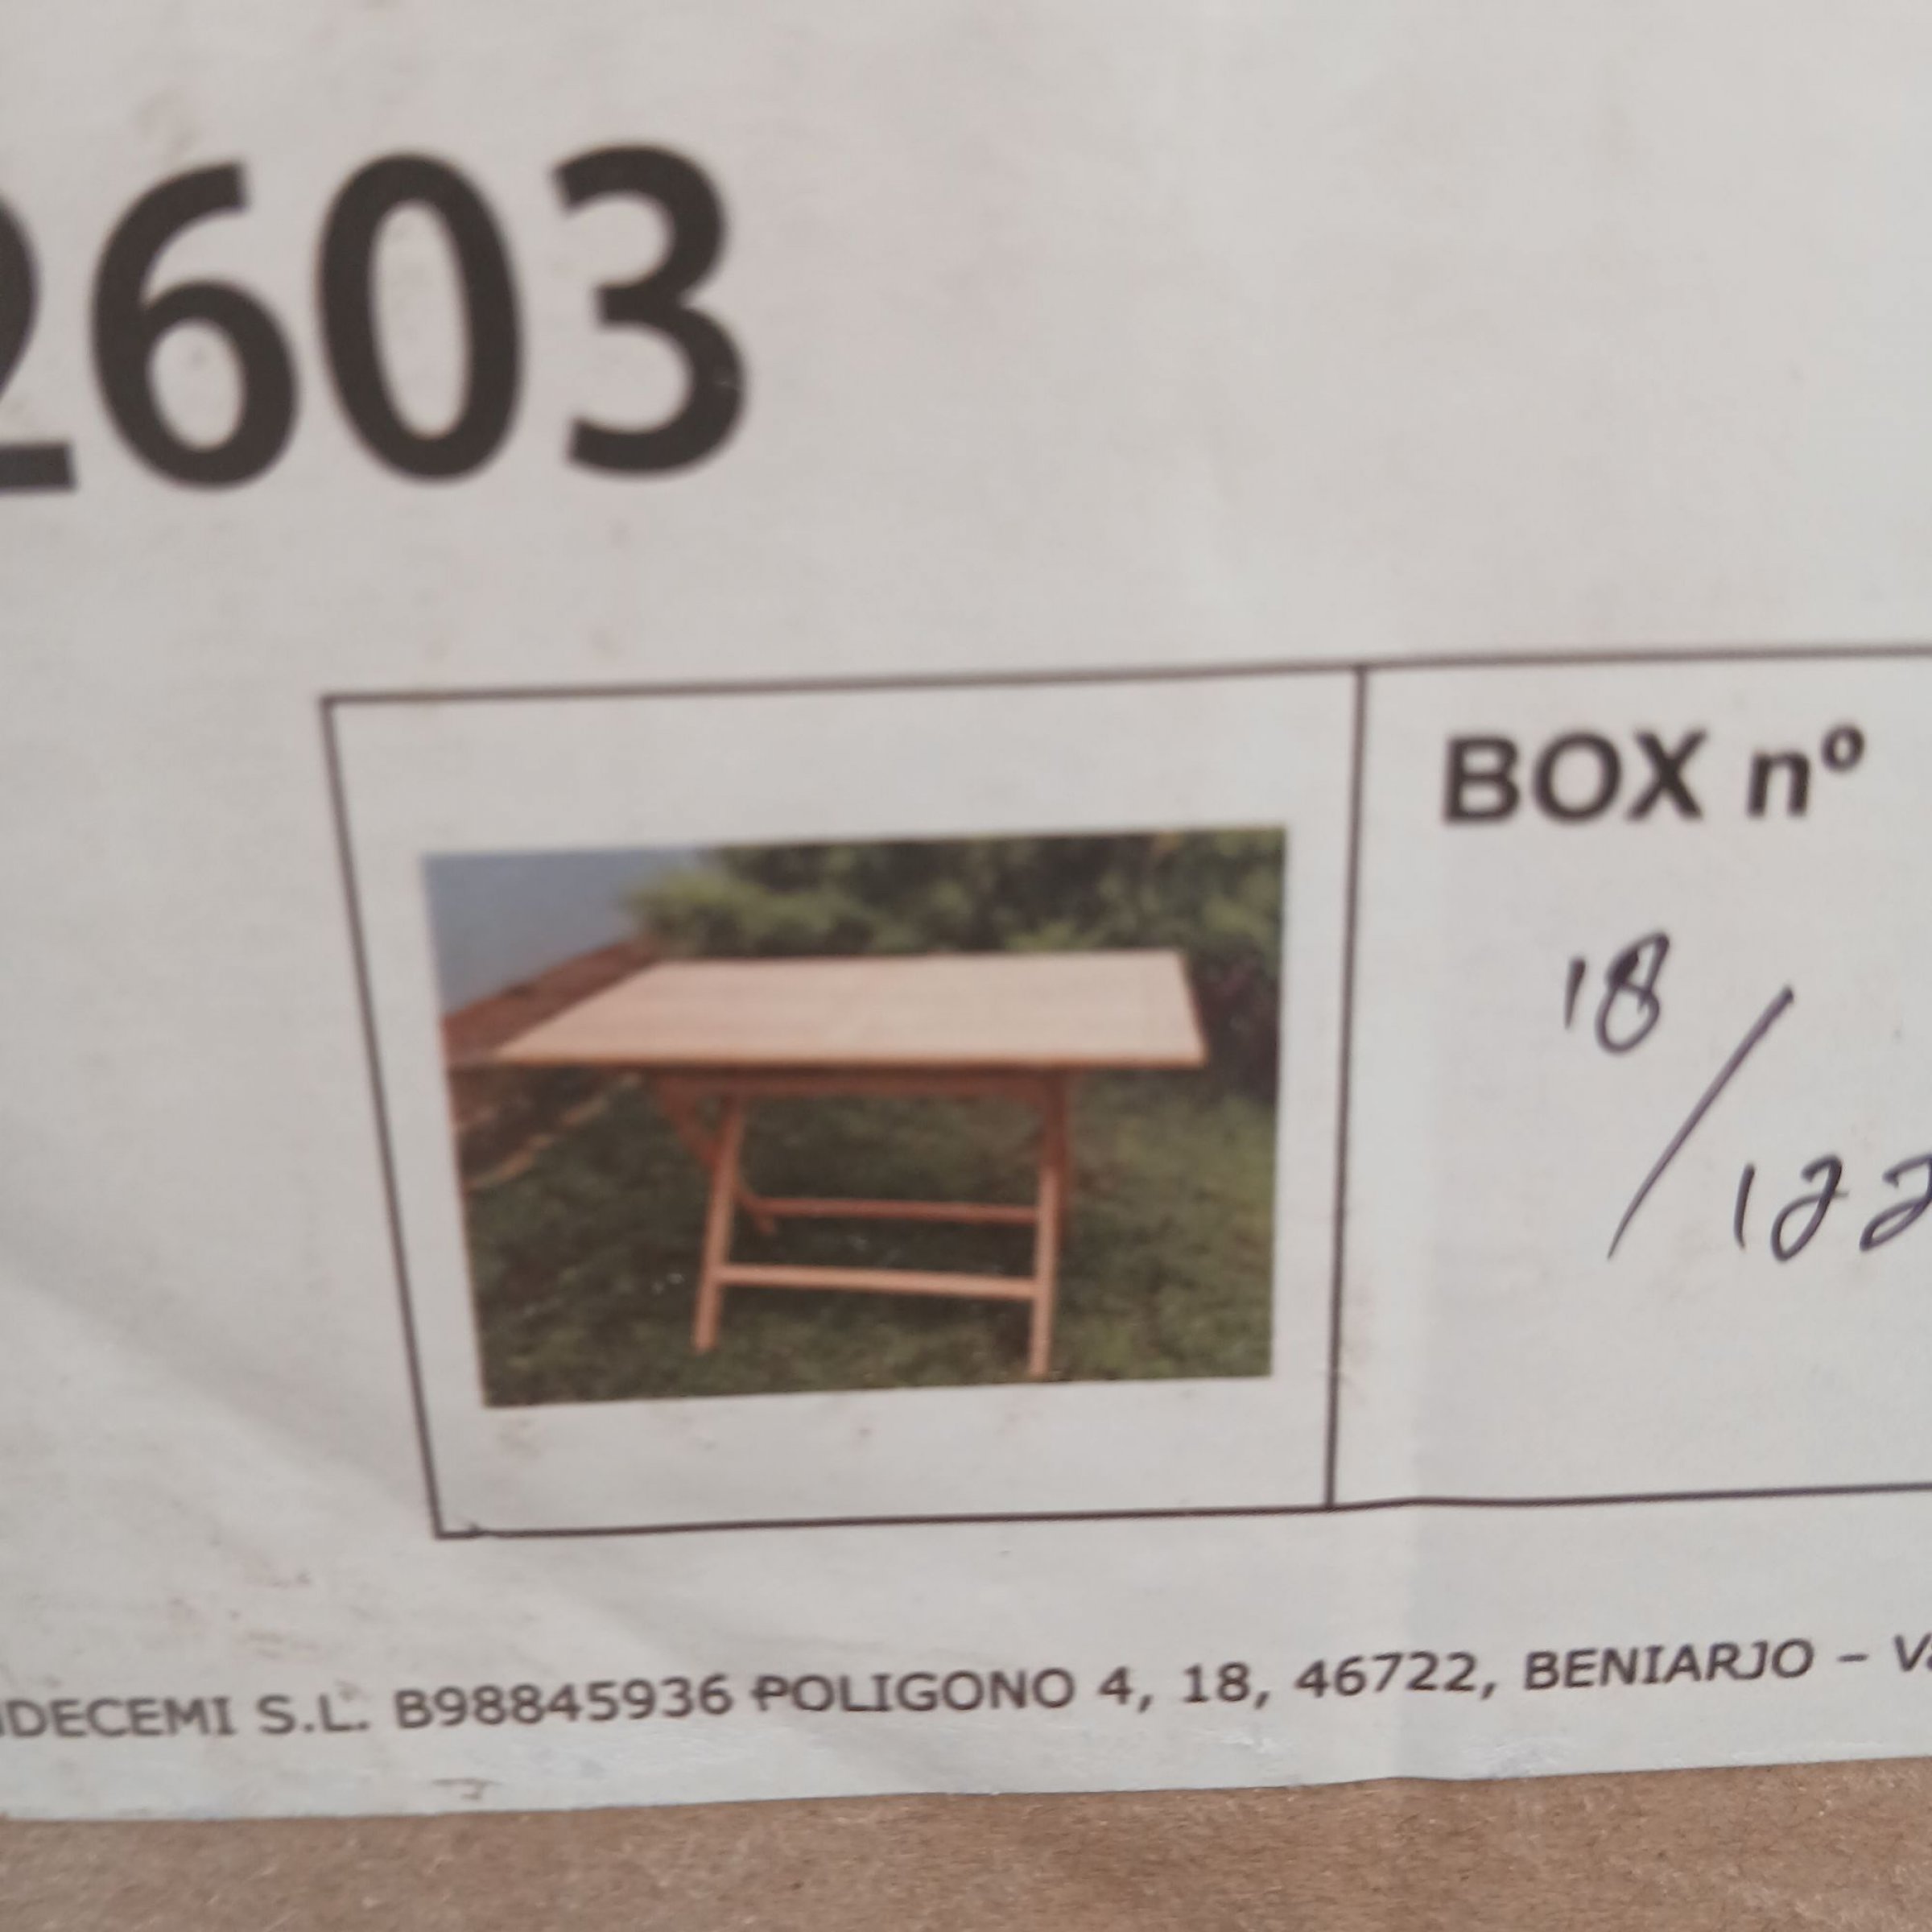 2603
BOX nº
18/122
DECEMI S.L. B98845936 POLIGONO 4, 18, 46722, BENIARJO –